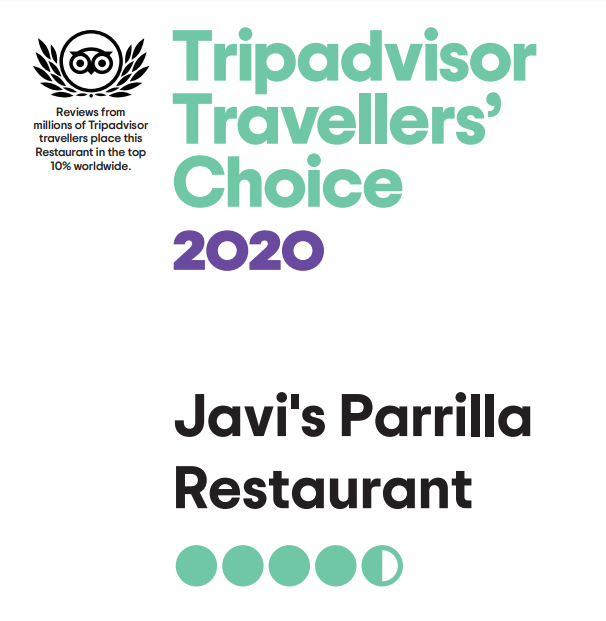 Tripadvisor
Travellers’
Choice
2020
Reviews from
millions of Tripadvisor
travellers place this
Restaurant in the top
10% worldwide.
Javi's Parrilla
Restaurant